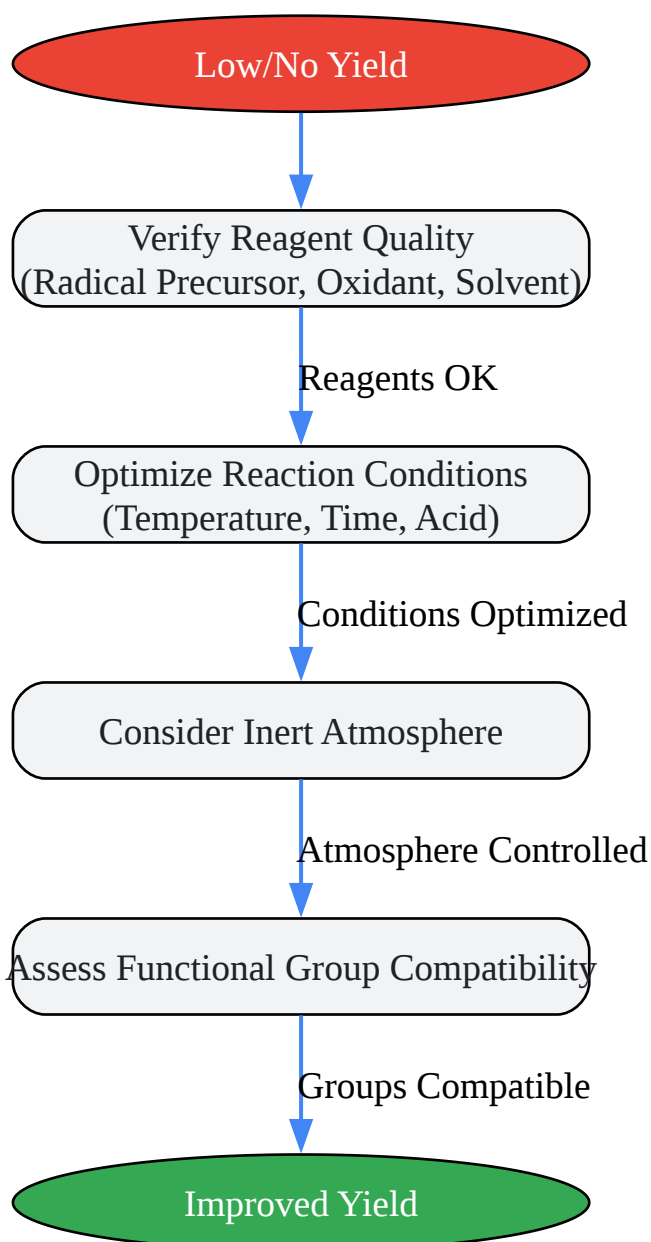 Low/No Yield
Verify Reagent Quality
(Radical Precursor, Oxidant, Solvent)
Reagents OK
Optimize Reaction Conditions
(Temperature, Time, Acid)
Conditions Optimized
Consider Inert Atmosphere
Atmosphere Controlled
Assess Functional Group Compatibility
Groups Compatible
Improved Yield